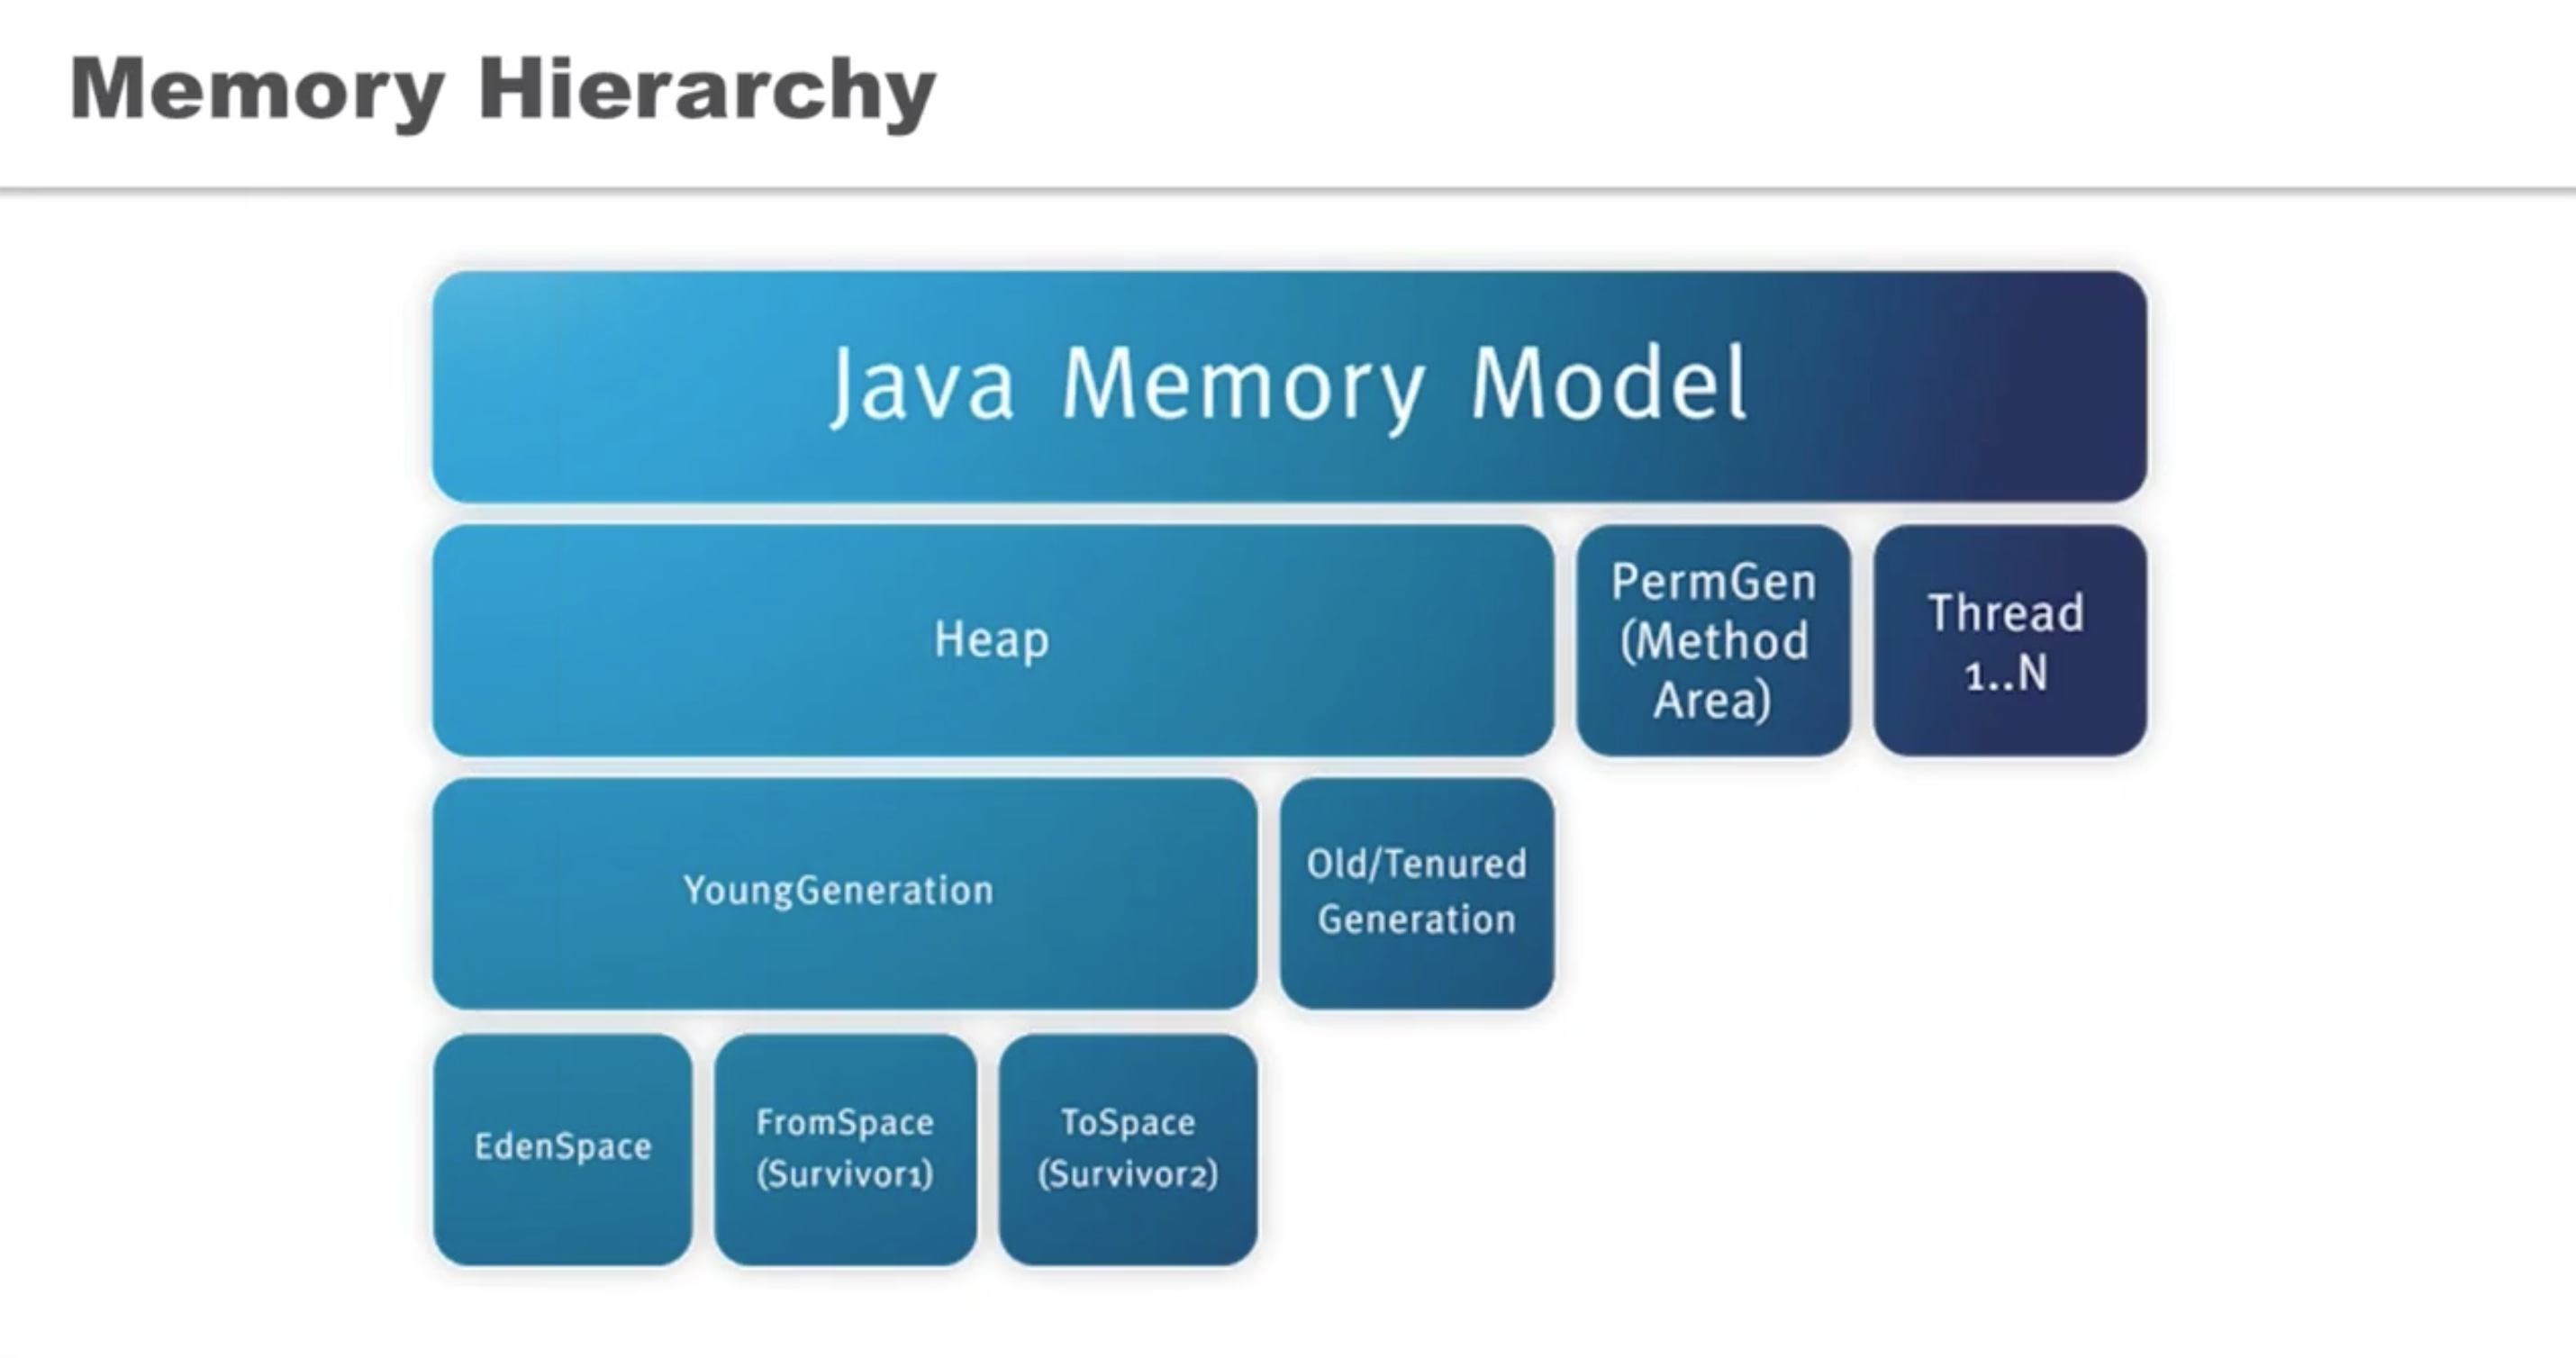 Memory Hierarchy
Java Memory Model
Heap
PermGen
(Method
Area)
Thread
1..N
YoungGeneration
Old/Tenured
Generation
EdenSpace
FromSpace
(Survivor1)
ToSpace
(Survivor2)